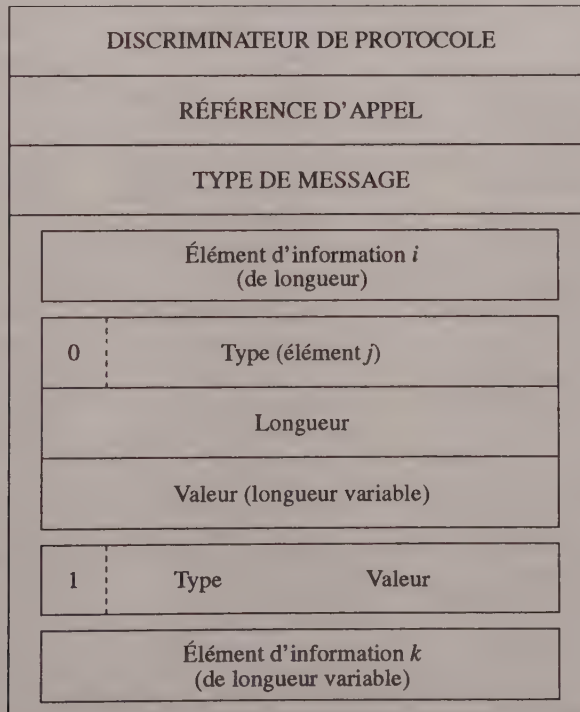 DISCRIMINATEUR DE PROTOCOLE
RÉFÉRENCE D'APPEL
TYPE DE MESSAGE
Élément d'information i
(de longueur)
0 Type (élément j)
Longueur
Valeur (longueur variable)
1 Type Valeur
Élément d'information k
(de longueur variable)